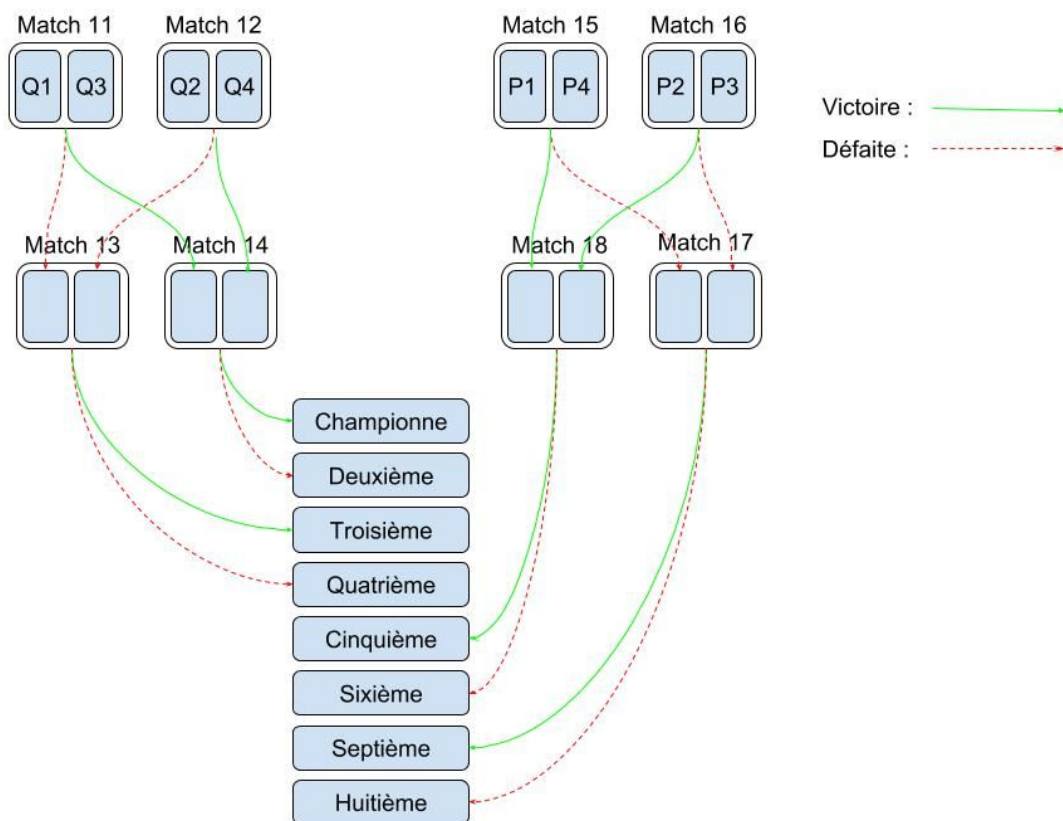 Match 11 Match 12 Match 15 Match 16
Q1 Q3 Q2 Q4 P1 P4 P2 P3
Victoire :
Défaite :
Match 13 Match 14 Match 18 Match 17
Championne
Deuxième
Troisième
Quatrième
Cinquième
Sixième
Septième
Huitième